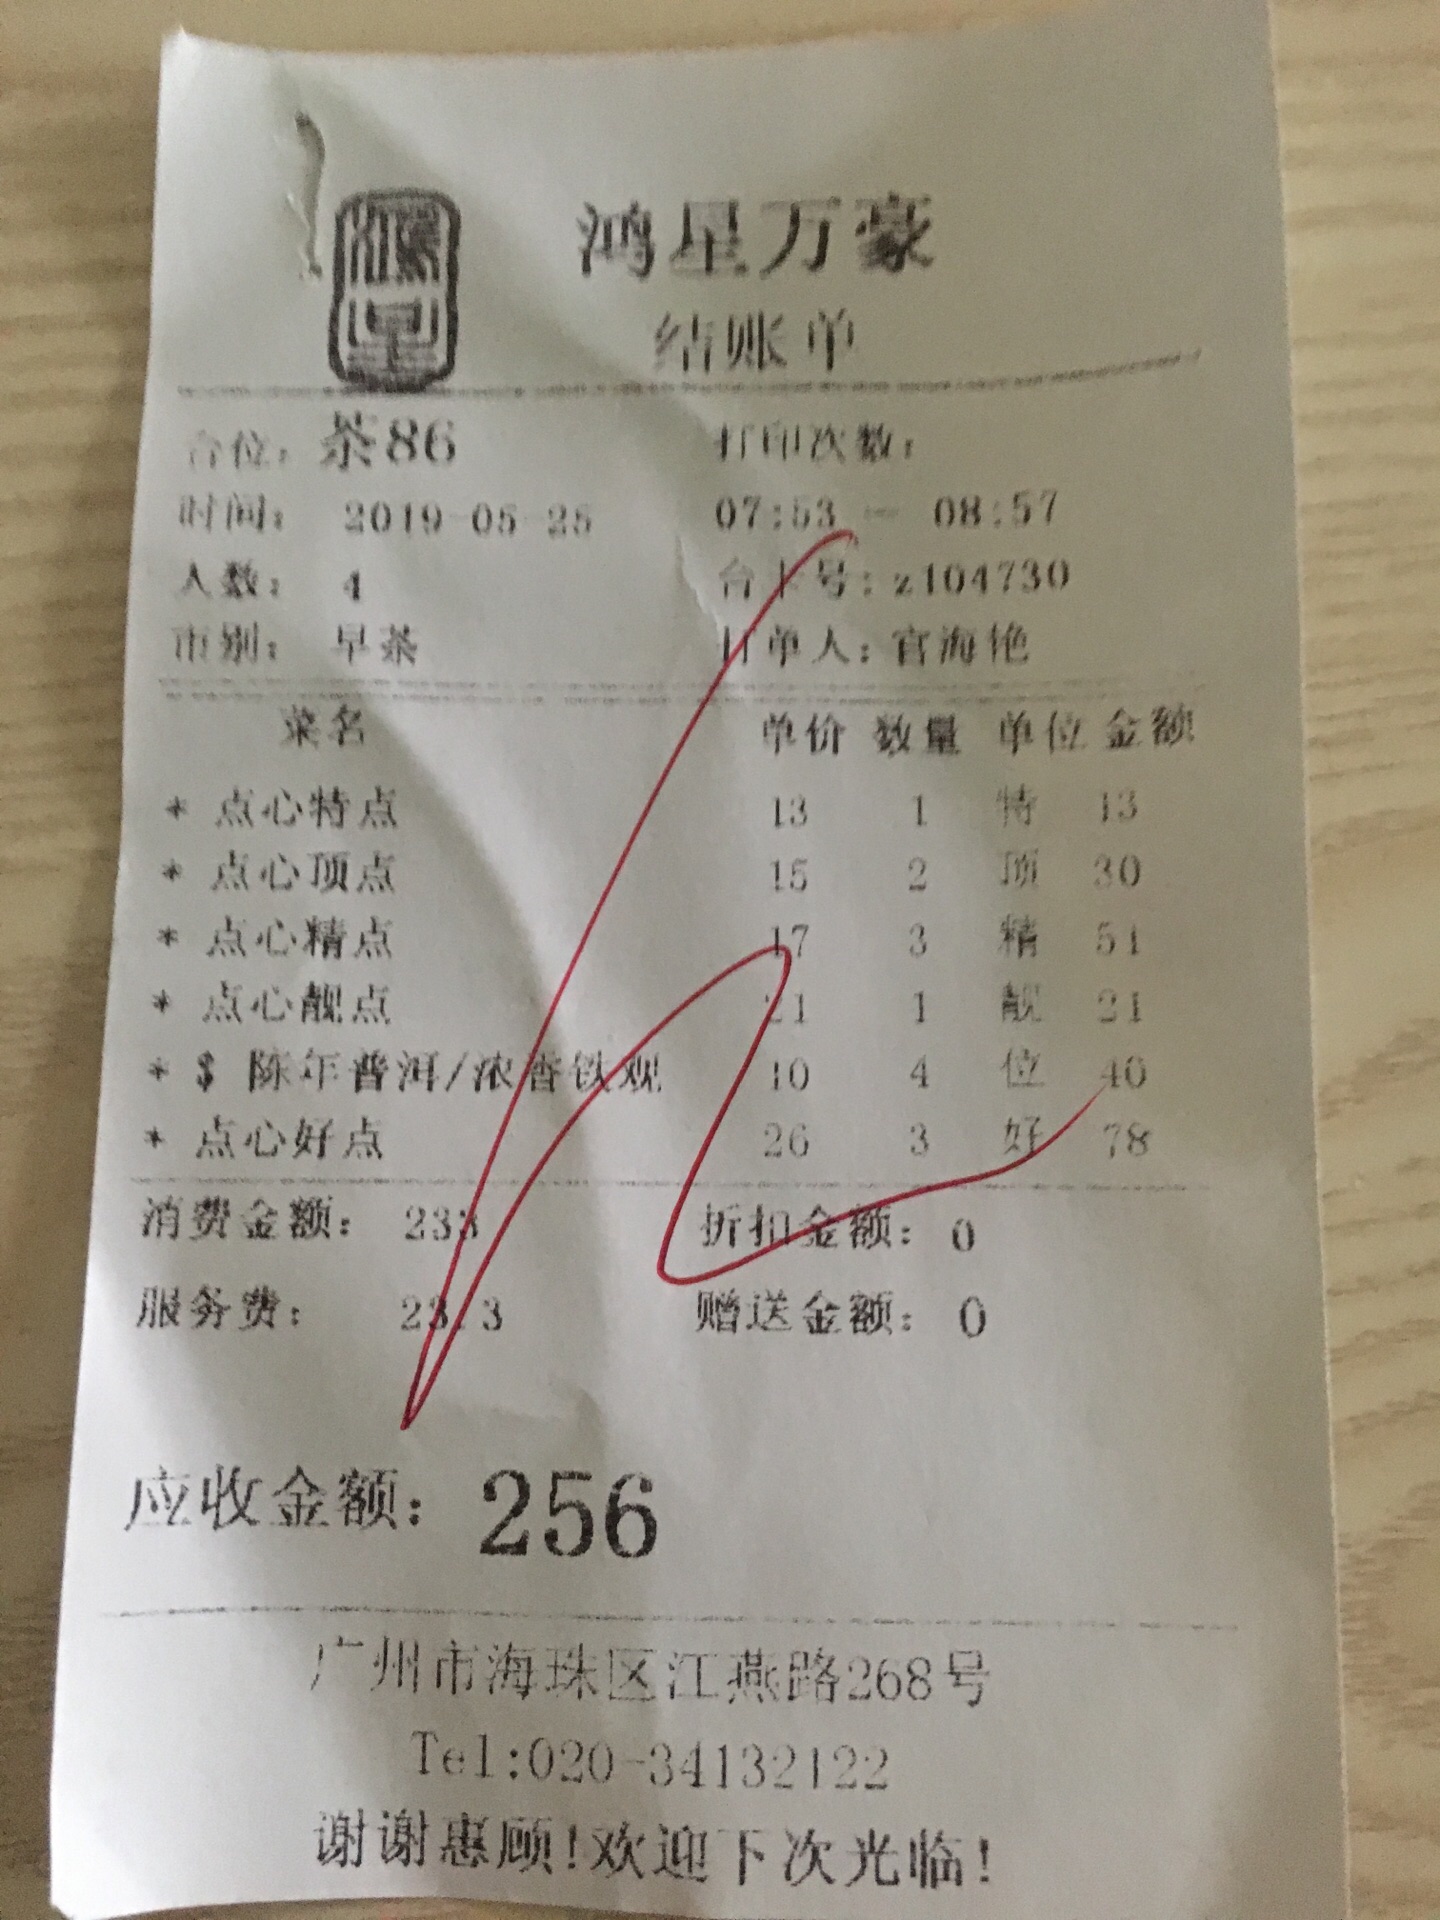 鸿星
鸿星万豪
结账单
台位: 茶86 打印次数:
时间: 2019-05-25 07:53 - 08:57
人数: 4 台卡号: z104730
市别: 早茶 打单人: 官海艳
菜名 单价 数量 单位 金额
* 点心特点 13 1 特 13
* 点心顶点 15 2 顶 30
* 点心精点 17 3 精 51
* 点心靓点 21 1 靓 21
* $ 陈年普洱/浓香铁观 10 4 位 40
* 点心好点 26 3 好 78
消费金额: 233 折扣金额: 0
服务费: 23.3 赠送金额: 0
应收金额: 256
广州市海珠区江燕路268号
Tel:020-34132122
谢谢惠顾!欢迎下次光临!